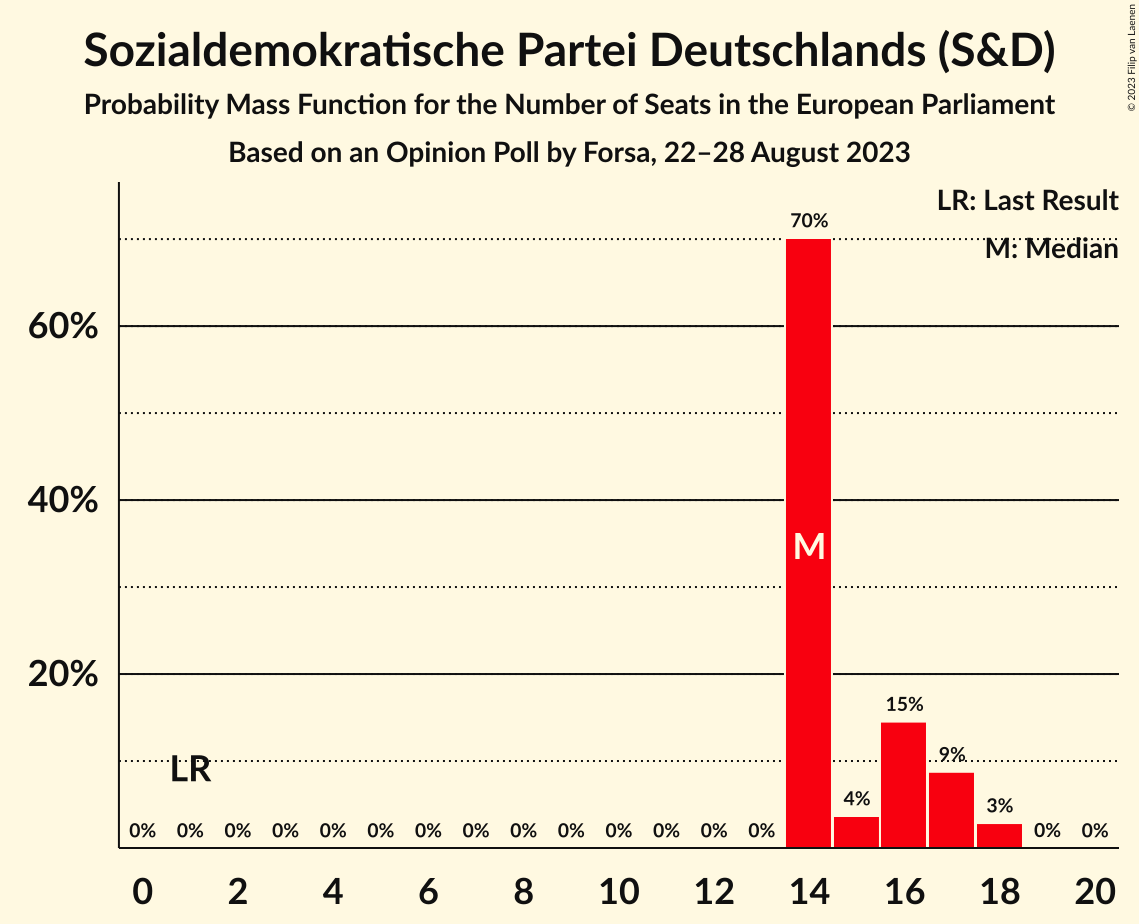 Sozialdemokratische Partei Deutschlands (S&D)
Probability Mass Function for the Number of Seats in the European Parliament
Based on an Opinion Poll by Forsa, 22–28 August 2023
© 2023 Filip van Laenen
LR: Last Result
M: Median
70%
60%
40%
M
20%
15%
9%
LR
4%
3%
0% 0% 0% 0% 0% 0% 0% 0% 0% 0% 0% 0% 0% 0% 0% 0%
0 2 4 6 8 10 12 14 16 18 20